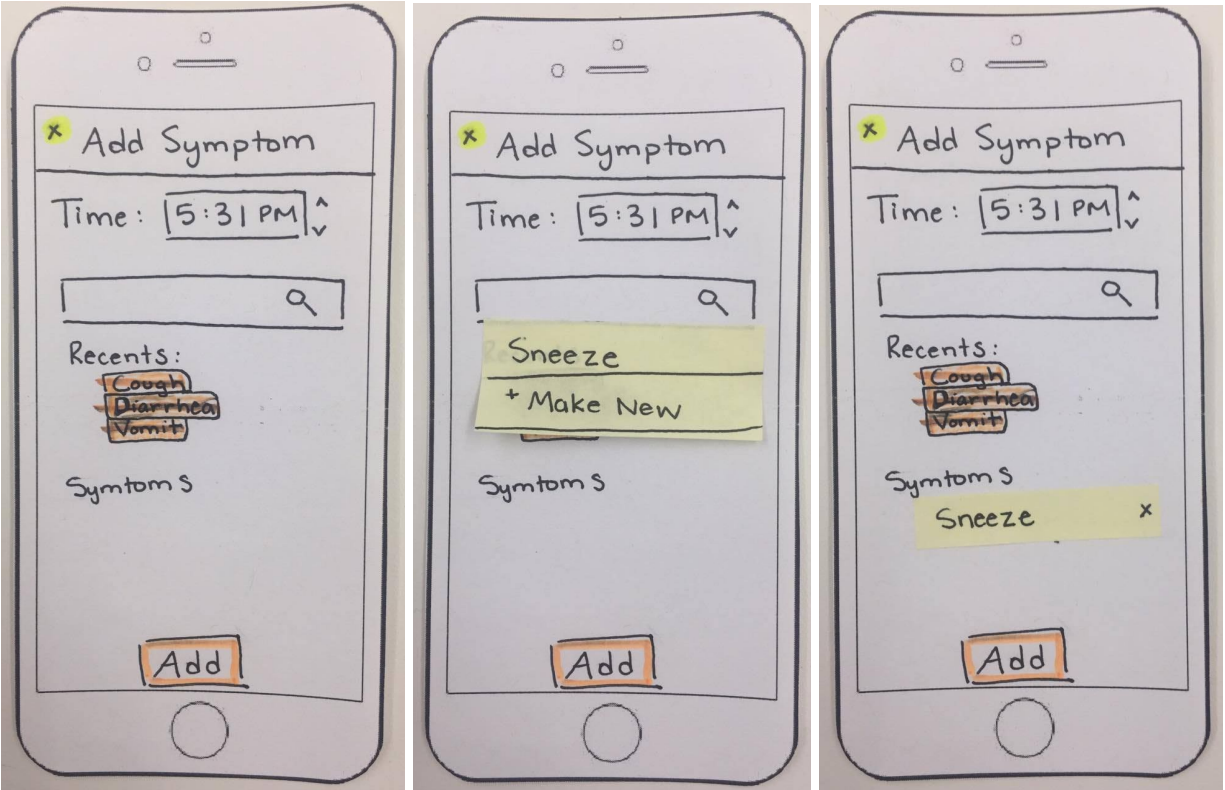 x Add Symptom
Time: 5:31 PM
Recents:
Cough
Diarrhea
Vomit
Symtoms
Add
x Add Symptom
Time: 5:31 PM
Sneeze
+ Make New
Symtoms
Add
x Add Symptom
Time: 5:31 PM
Recents:
Cough
Diarrhea
Vomit
Symtoms
Sneeze x
Add